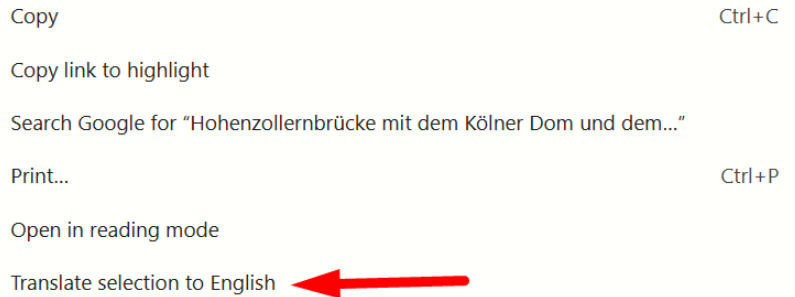 Copy Ctrl+C
Copy link to highlight
Search Google for “Hohenzollernbrücke mit dem Kölner Dom und dem...”
Print... Ctrl+P
Open in reading mode
Translate selection to English